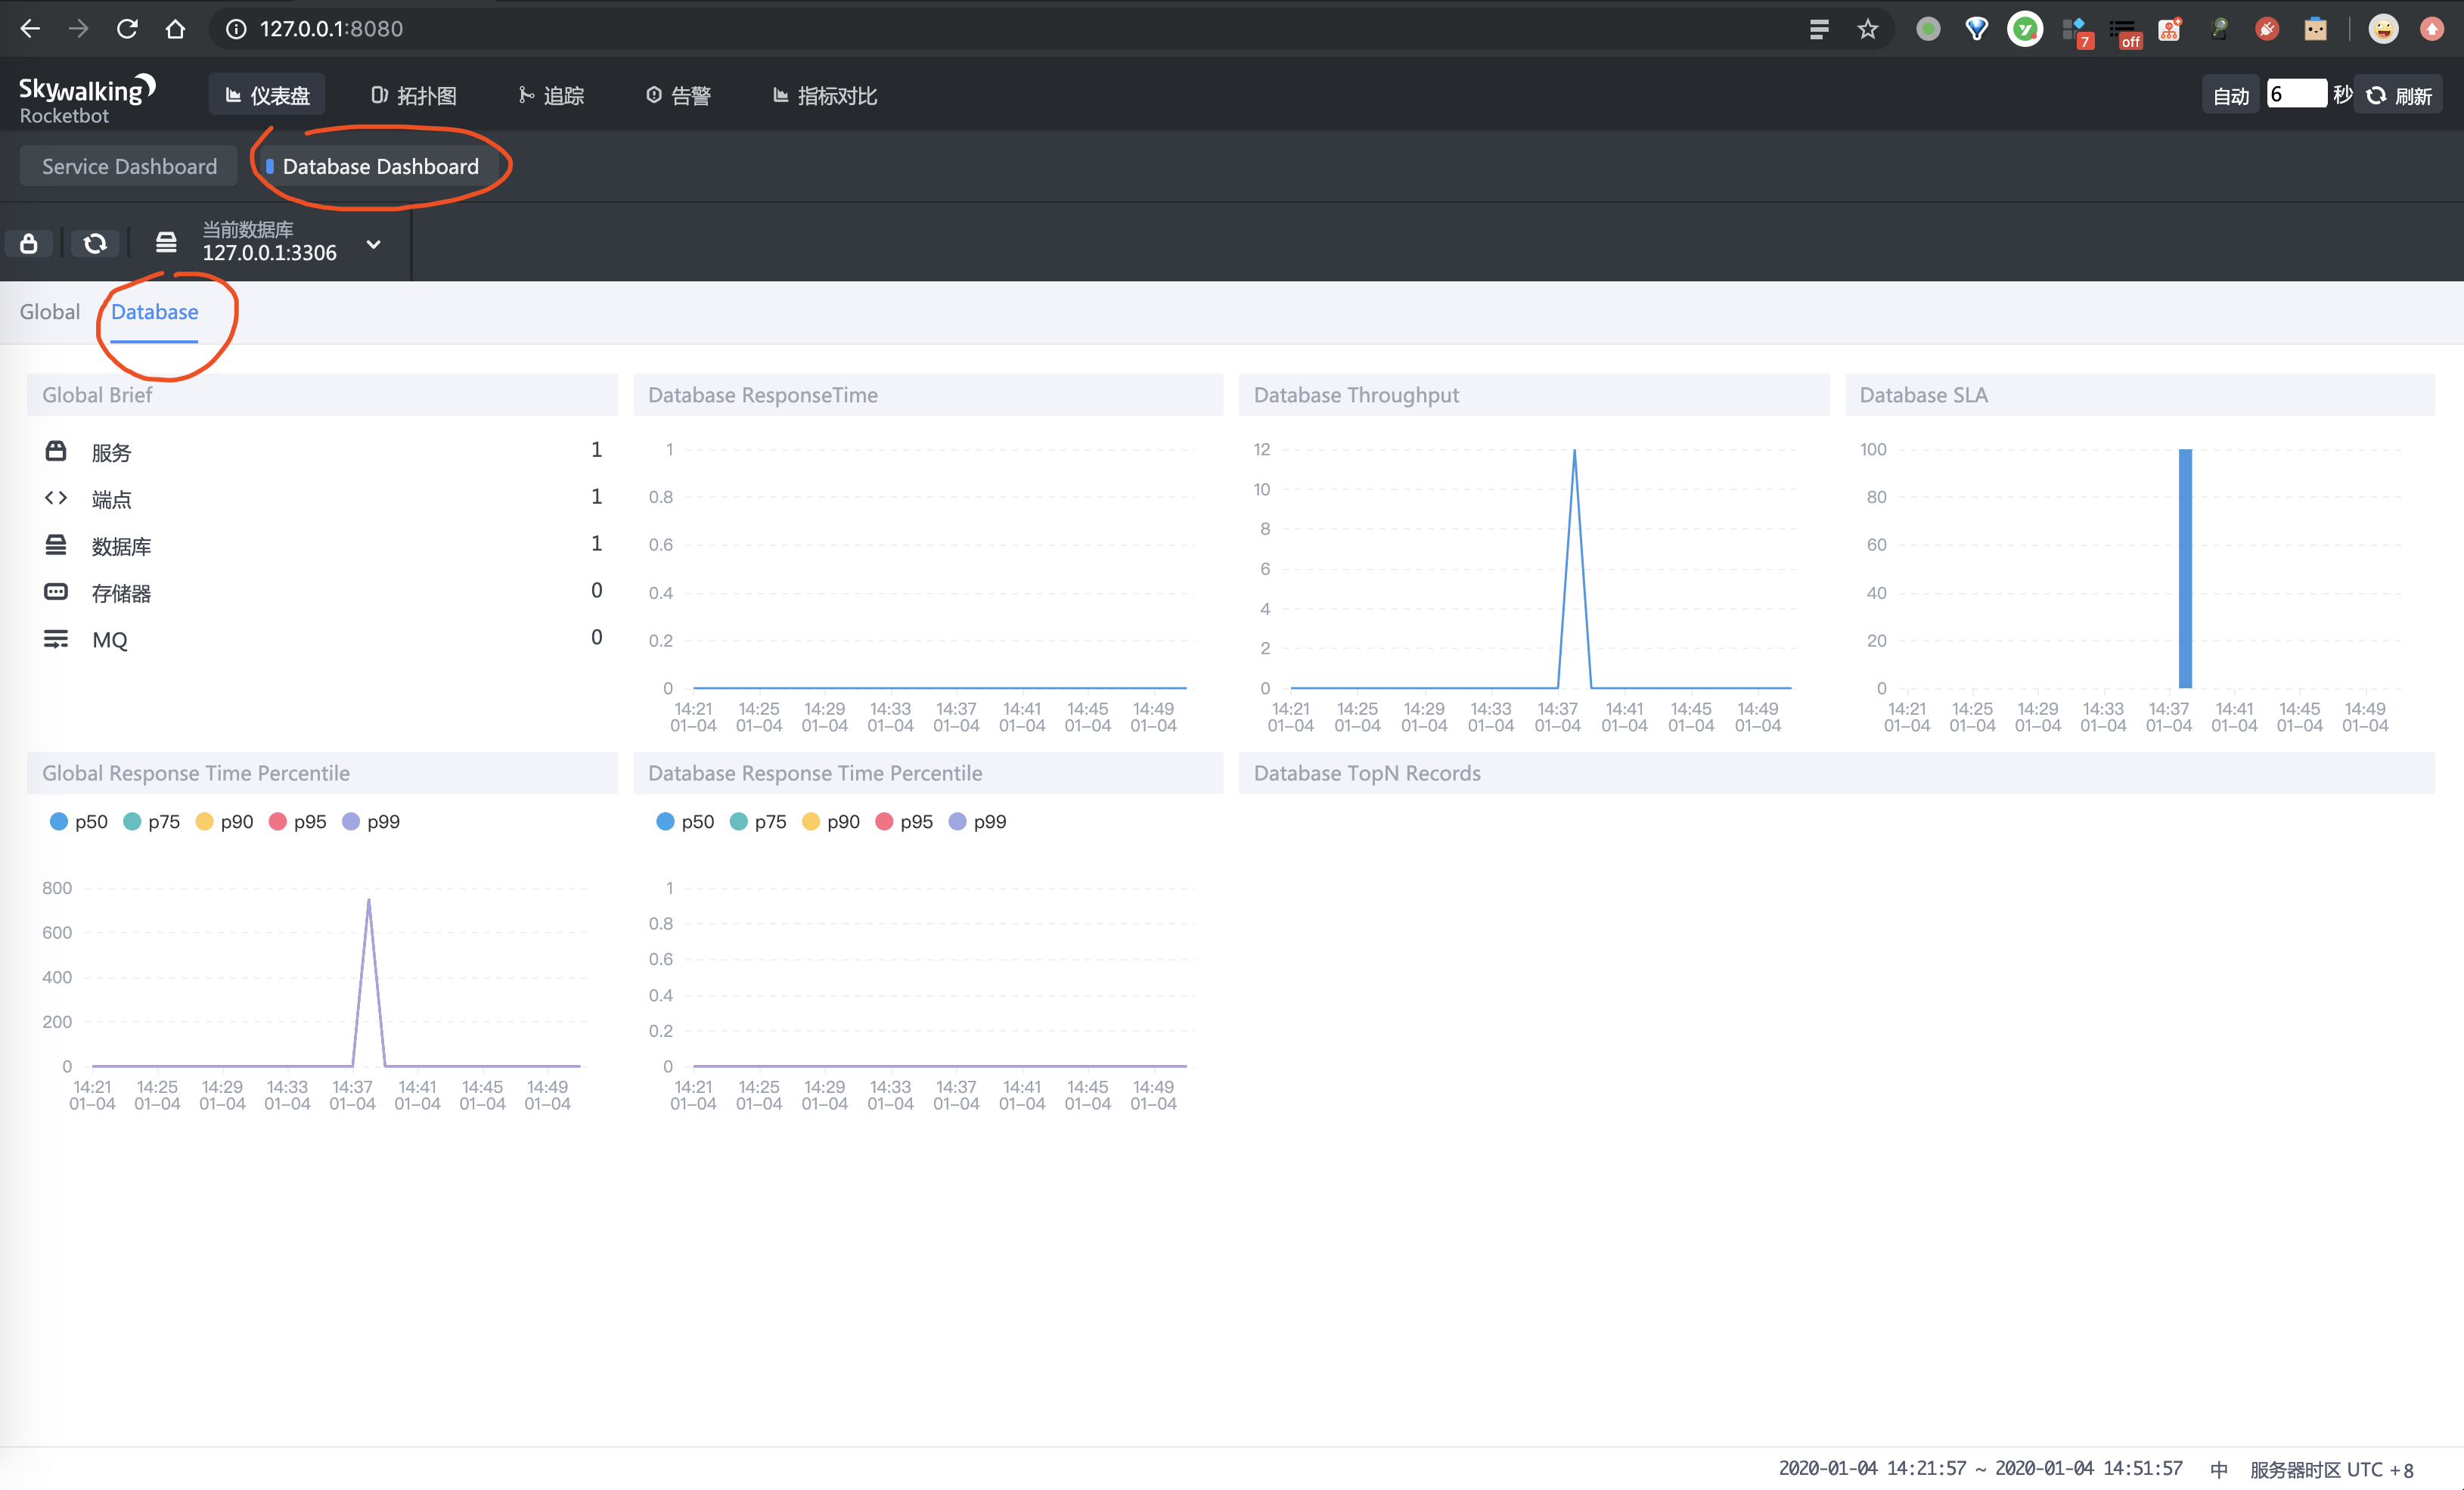 127.0.0.1:8080
7
off
Skywalking
Rocketbot
仪表盘
拓扑图
追踪
告警
指标对比
自动
6
秒
刷新
Service Dashboard
Database Dashboard
当前数据库
127.0.0.1:3306
Global
Database
Global Brief
服务 1
端点 1
数据库 1
存储器 0
MQ 0
Database ResponseTime
1
0.8
0.6
0.4
0.2
0
14:21 14:25 14:29 14:33 14:37 14:41 14:45 14:49
01-04 01-04 01-04 01-04 01-04 01-04 01-04 01-04
Database Throughput
12
10
8
6
4
2
0
14:21 14:25 14:29 14:33 14:37 14:41 14:45 14:49
01-04 01-04 01-04 01-04 01-04 01-04 01-04 01-04
Database SLA
100
80
60
40
20
0
14:21 14:25 14:29 14:33 14:37 14:41 14:45 14:49
01-04 01-04 01-04 01-04 01-04 01-04 01-04 01-04
Global Response Time Percentile
p50 p75 p90 p95 p99
800
600
400
200
0
14:21 14:25 14:29 14:33 14:37 14:41 14:45 14:49
01-04 01-04 01-04 01-04 01-04 01-04 01-04 01-04
Database Response Time Percentile
p50 p75 p90 p95 p99
1
0.8
0.6
0.4
0.2
0
14:21 14:25 14:29 14:33 14:37 14:41 14:45 14:49
01-04 01-04 01-04 01-04 01-04 01-04 01-04 01-04
Database TopN Records
2020-01-04 14:21:57 ~ 2020-01-04 14:51:57 中 服务器时区 UTC +8